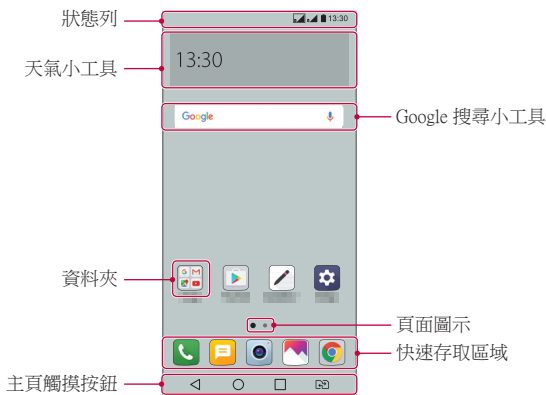 狀態列
13:30
天氣小工具
13:30
Google
Google 搜尋小工具
資料夾
頁面圖示
快速存取區域
主頁觸摸按鈕